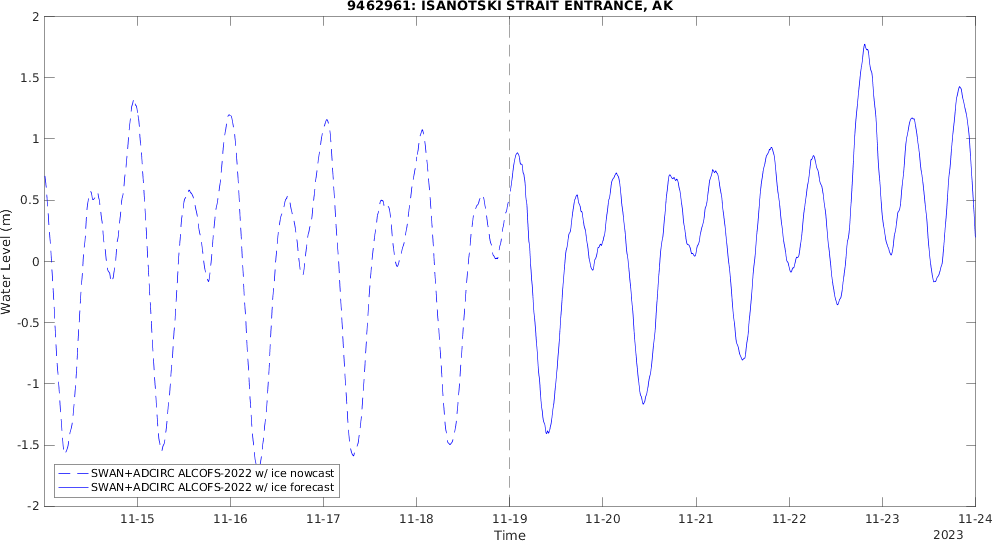 9462961: ISANOTSKI STRAIT ENTRANCE, AK
2
1.5
1
0.5
0
-0.5
-1
-1.5
-2
Water Level (m)
SWAN+ADCIRC ALCOFS-2022 w/ ice nowcast
SWAN+ADCIRC ALCOFS-2022 w/ ice forecast
11-15 11-16 11-17 11-18 11-19 11-20 11-21 11-22 11-23 11-24
Time
2023